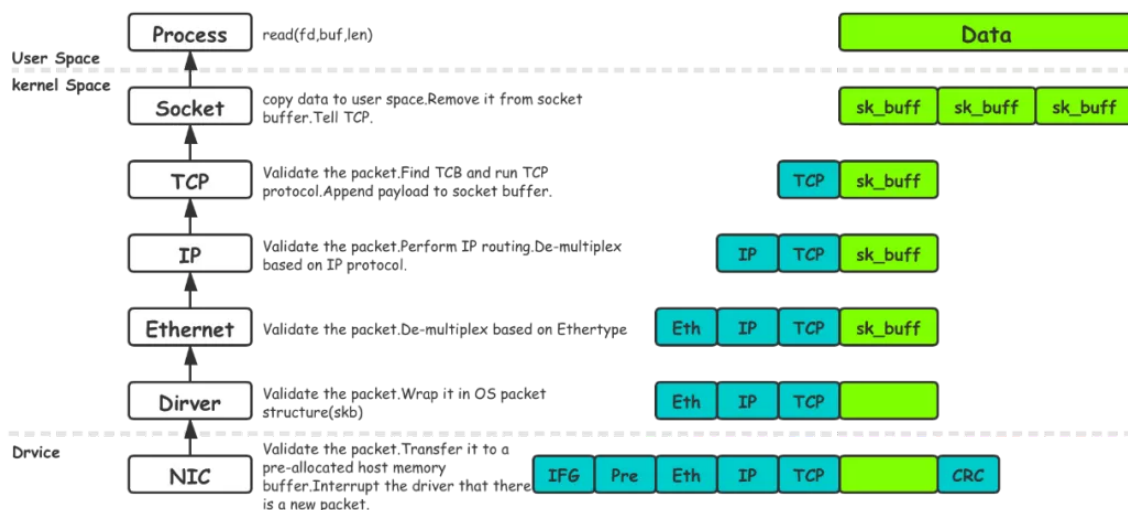 Process
read(fd,buf,len)
Data
User Space
kernel Space
Socket
copy data to user space.Remove it from socket
buffer.Tell TCP.
sk_buff
sk_buff
sk_buff
TCP
Validate the packet.Find TCB and run TCP
protocol.Append payload to socket buffer.
TCP
sk_buff
IP
Validate the packet.Perform IP routing.De-multiplex
based on IP protocol.
IP
TCP
sk_buff
Ethernet
Validate the packet.De-multiplex based on Ethertype
Eth
IP
TCP
sk_buff
Dirver
Validate the packet.Wrap it in OS packet
structure(skb)
Eth
IP
TCP
Drvice
NIC
Validate the packet.Transfer it to a
pre-allocated host memory
buffer.Interrupt the driver that there
is a new packet.
IFG
Pre
Eth
IP
TCP
CRC